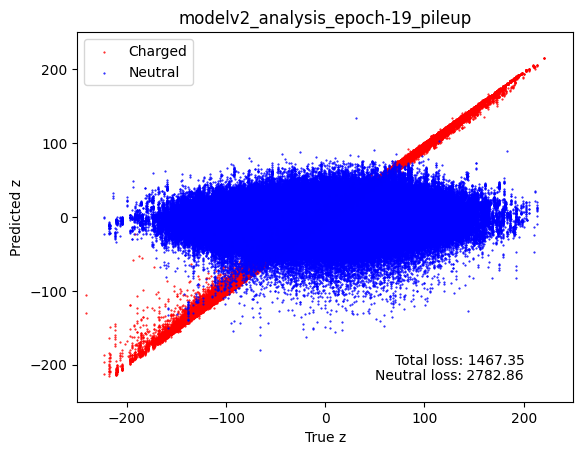 modelv2_analysis_epoch-19_pileup
Charged
Neutral
200
100
0
−100
−200
Predicted z
Total loss: 1467.35
Neutral loss: 2782.86
−200
−100
0
100
200
True z